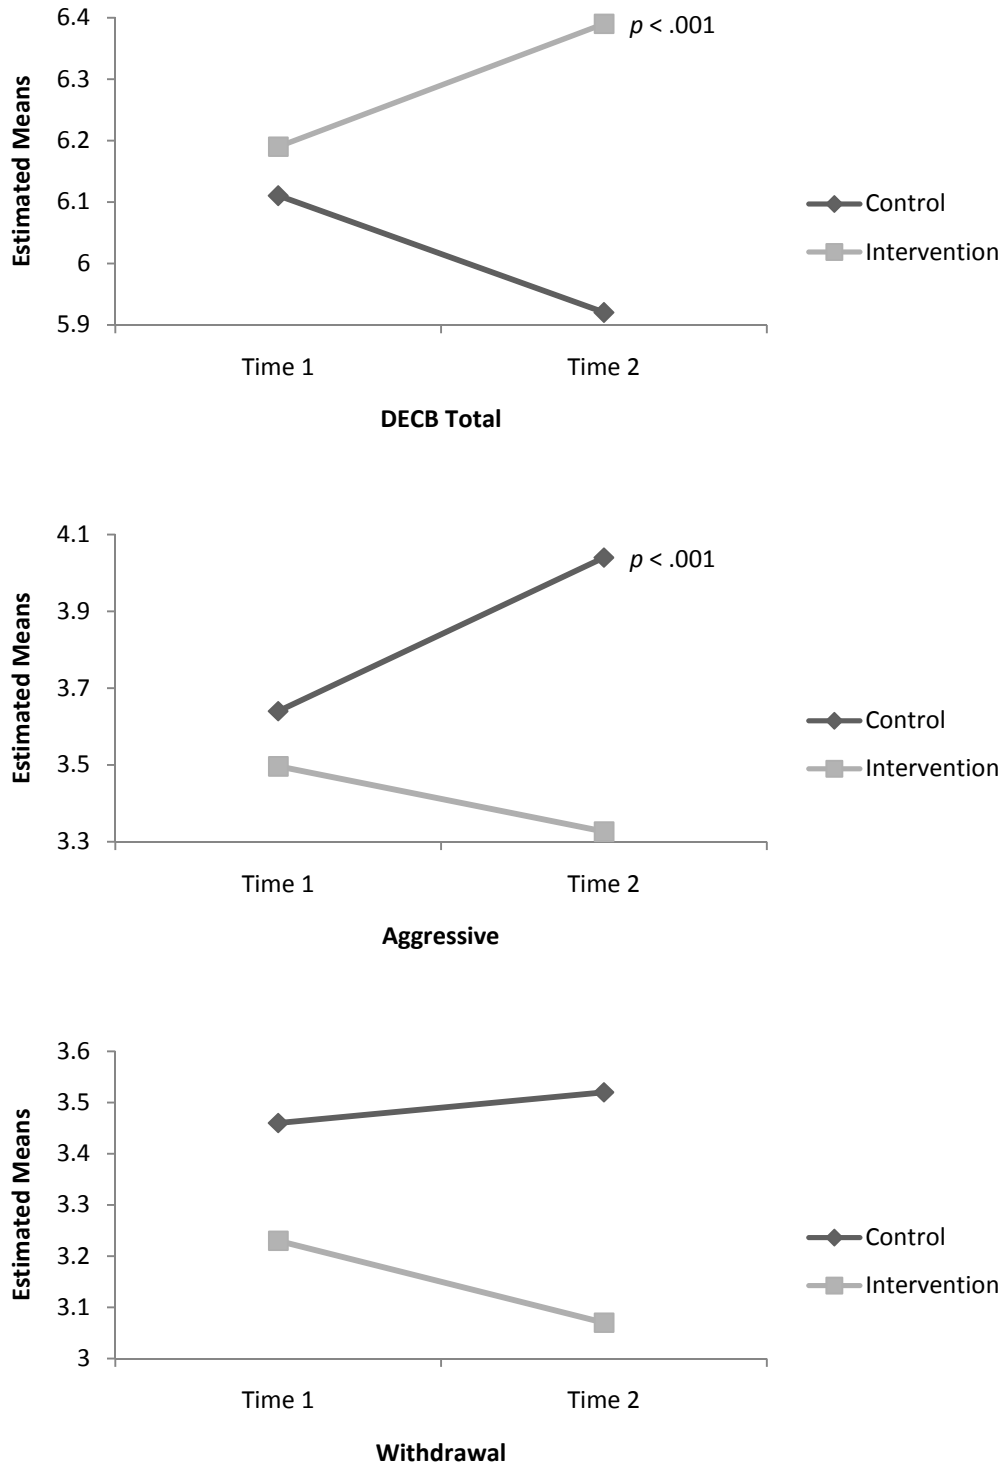 6.4
6.3
6.2
6.1
6
5.9
Estimated Means
p < .001
Control
Intervention
Time 1
Time 2
DECB Total
4.1
3.9
3.7
3.5
3.3
Estimated Means
p < .001
Control
Intervention
Time 1
Time 2
Aggressive
3.6
3.5
3.4
3.3
3.2
3.1
3
Estimated Means
Control
Intervention
Time 1
Time 2
Withdrawal